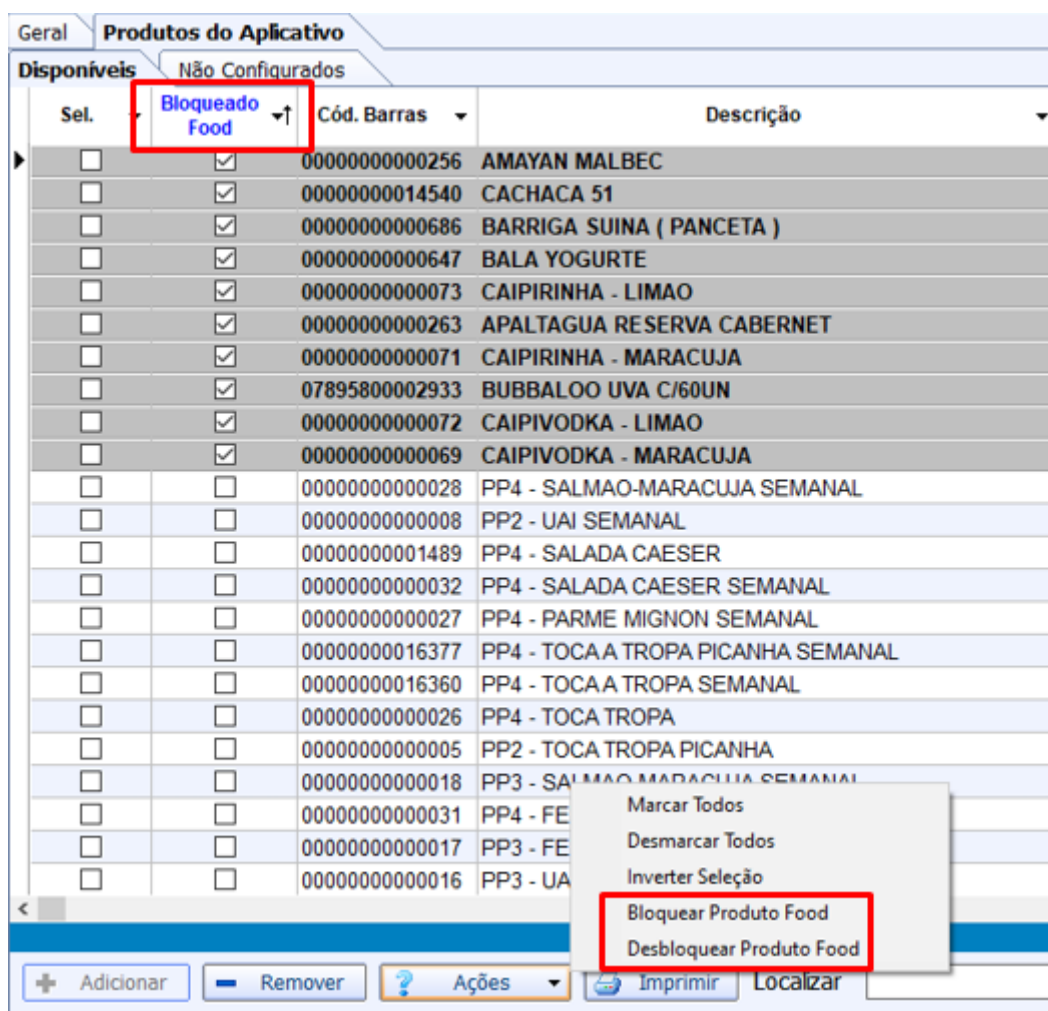 Geral Produtos do Aplicativo
Disponíveis Não Configurados
Sel. Bloqueado Food Cód. Barras Descrição
00000000000256 AMAYAN MALBEC
00000000014540 CACHACA 51
00000000000686 BARRIGA SUINA ( PANCETA )
00000000000647 BALA YOGURTE
00000000000073 CAIPIRINHA - LIMAO
00000000000263 APALTAGUA RESERVA CABERNET
00000000000071 CAIPIRINHA - MARACUJA
07895800002933 BUBBALOO UVA C/60UN
00000000000072 CAIPIVODKA - LIMAO
00000000000069 CAIPIVODKA - MARACUJA
00000000000028 PP4 - SALMAO-MARACUJA SEMANAL
00000000000008 PP2 - UAI SEMANAL
00000000001489 PP4 - SALADA CAESER
00000000000032 PP4 - SALADA CAESER SEMANAL
00000000000027 PP4 - PARME MIGNON SEMANAL
00000000016377 PP4 - TOCA A TROPA PICANHA SEMANAL
00000000016360 PP4 - TOCA A TROPA SEMANAL
00000000000026 PP4 - TOCA TROPA
00000000000005 PP2 - TOCA TROPA PICANHA
00000000000018 PP3 - SALMAO-MARACUJA SEMANAL
00000000000031 PP4 - FE
00000000000017 PP3 - FE
00000000000016 PP3 - UA
Marcar Todos
Desmarcar Todos
Inverter Seleção
Bloquear Produto Food
Desbloquear Produto Food
Adicionar Remover Ações Imprimir Localizar